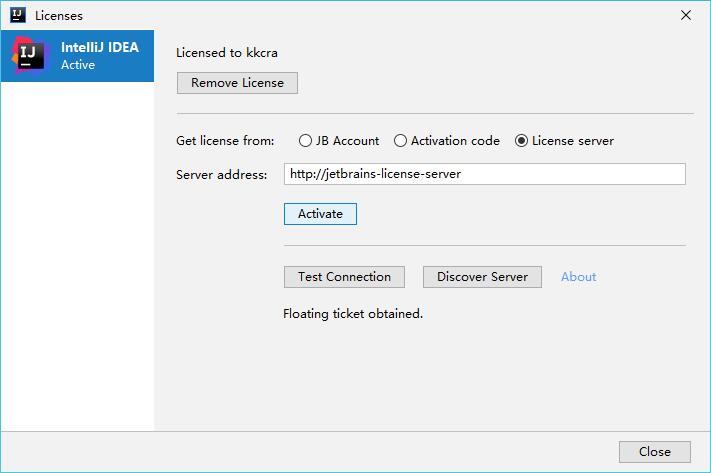 Licenses
IJ
IntelliJ IDEA
Active
Licensed to kkcra
Remove License
Get license from: JB Account Activation code License server
Server address: http://jetbrains-license-server
Activate
Test Connection Discover Server About
Floating ticket obtained.
Close